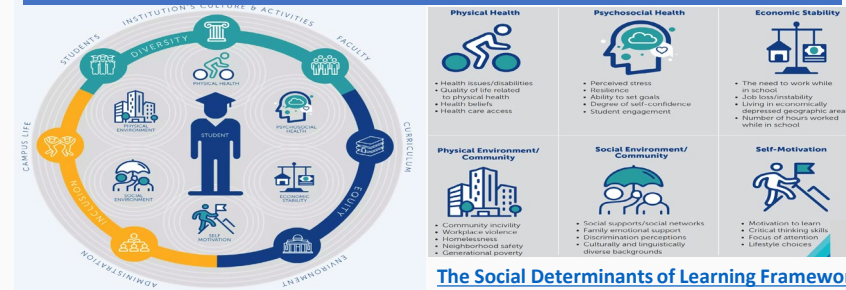 INSTITUTION'S CULTURE & ACTIVITIES
STUDENTS
DIVERSITY
FACULTY
PHYSICAL HEALTH
PHYSICAL
ENVIRONMENT
STUDENT
PSYCHOSOCIAL
HEALTH
CAMPUS LIFE
CURRICULUM
SOCIAL
ENVIRONMENT
ECONOMIC
STABILITY
INCLUSION
EQUITY
SELF
MOTIVATION
ADMINISTRATION
ENVIRONMENT
Physical Health
• Health issues/disabilities
• Quality of life related
to physical health
• Health beliefs
• Health care access
Psychosocial Health
• Perceived stress
• Resilience
• Ability to set goals
• Degree of self-confidence
• Student engagement
Economic Stability
• The need to work while
in school
• Job loss/instability
• Living in economically
depressed geographic area
• Number of hours worked
while in school
Physical Environment/
Community
• Community incivility
• Workplace violence
• Homelessness
• Neighborhood safety
• Generational poverty
Social Environment/
Community
• Social supports/social networks
• Family emotional support
• Discrimination perceptions
• Culturally and linguistically
diverse backgrounds
Self-Motivation
• Motivation to learn
• Critical thinking skills
• Focus of attention
• Lifestyle choices
The Social Determinants of Learning Framewor